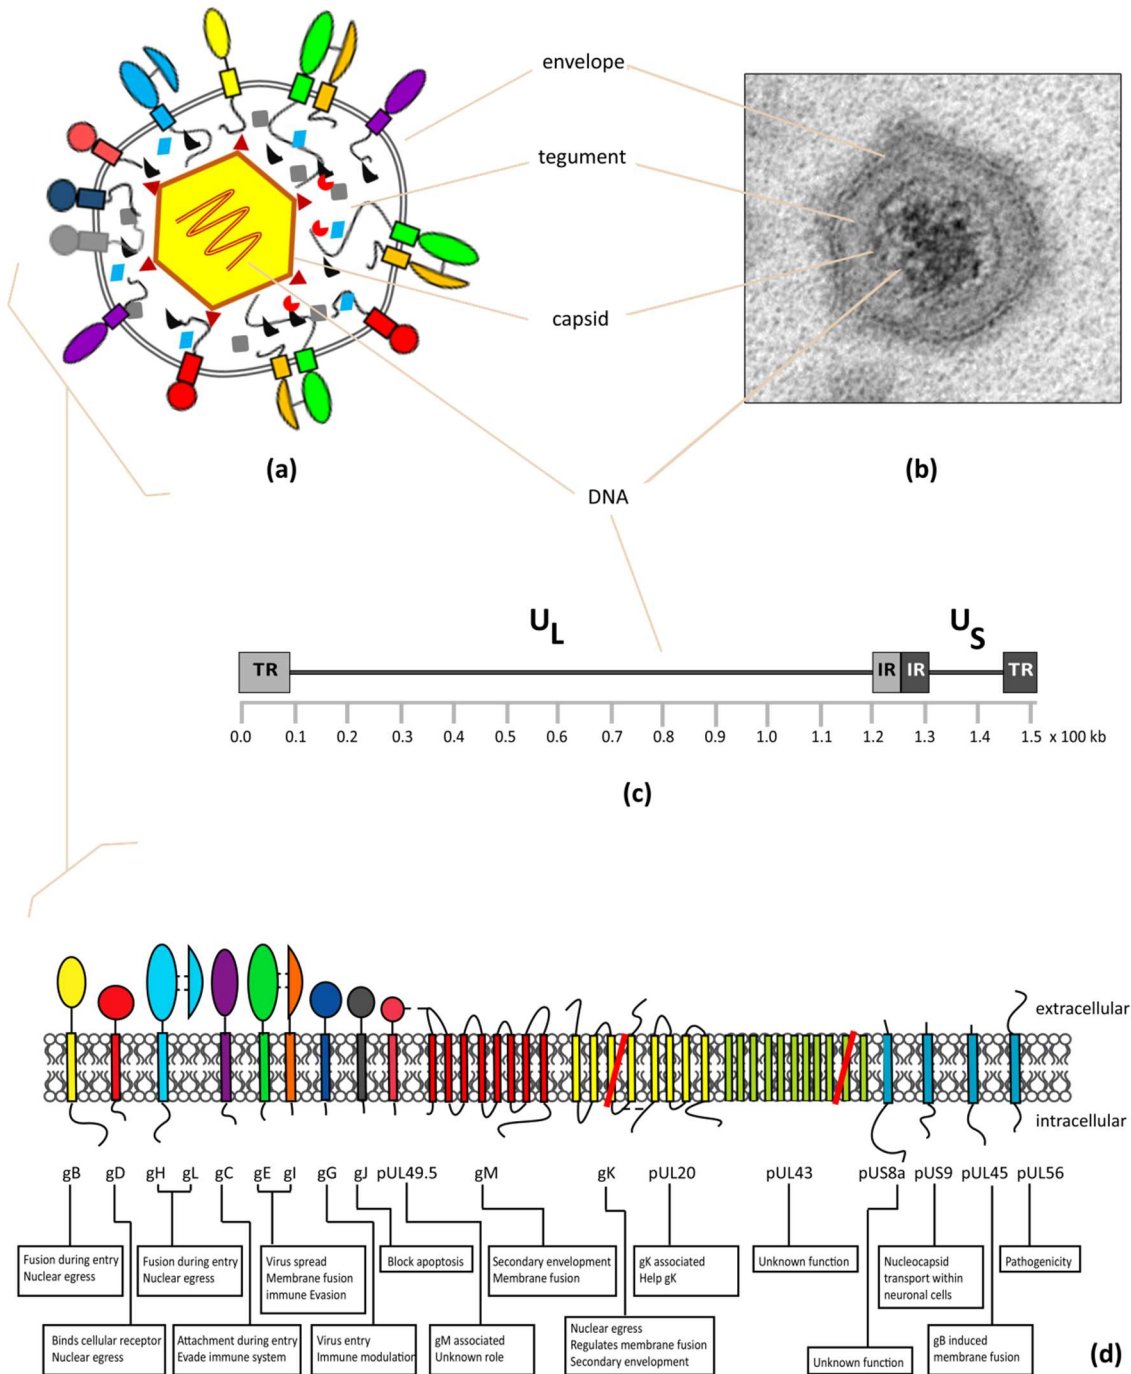 envelope
tegument
capsid
(a)
(b)
DNA
U L
U S
TR
IR
IR
TR
0.0 0.1 0.2 0.3 0.4 0.5 0.6 0.7 0.8 0.9 1.0 1.1 1.2 1.3 1.4 1.5 x 100 kb
(c)
extracellular
intracellular
gB gD gH gL gC gE gI gG gJ pUL49.5 gM gK pUL20 pUL43 pUS8a pUS9 pUL45 pUL56
Fusion during entry
Nuclear egress
Fusion during entry
Nuclear egress
Virus spread
Membrane fusion
immune Evasion
Block apoptosis
Secondary envelopment
Membrane fusion
gK associated
Help gK
Unknown function
Nucleocapsid
transport within
neuronal cells
Pathogenicity
Binds cellular receptor
Nuclear egress
Attachment during entry
Evade immune system
Virus entry
Immune modulation
gM associated
Unknown role
Nuclear egress
Regulates membrane fusion
Secondary envelopment
Unknown function
gB induced
membrane fusion
(d)